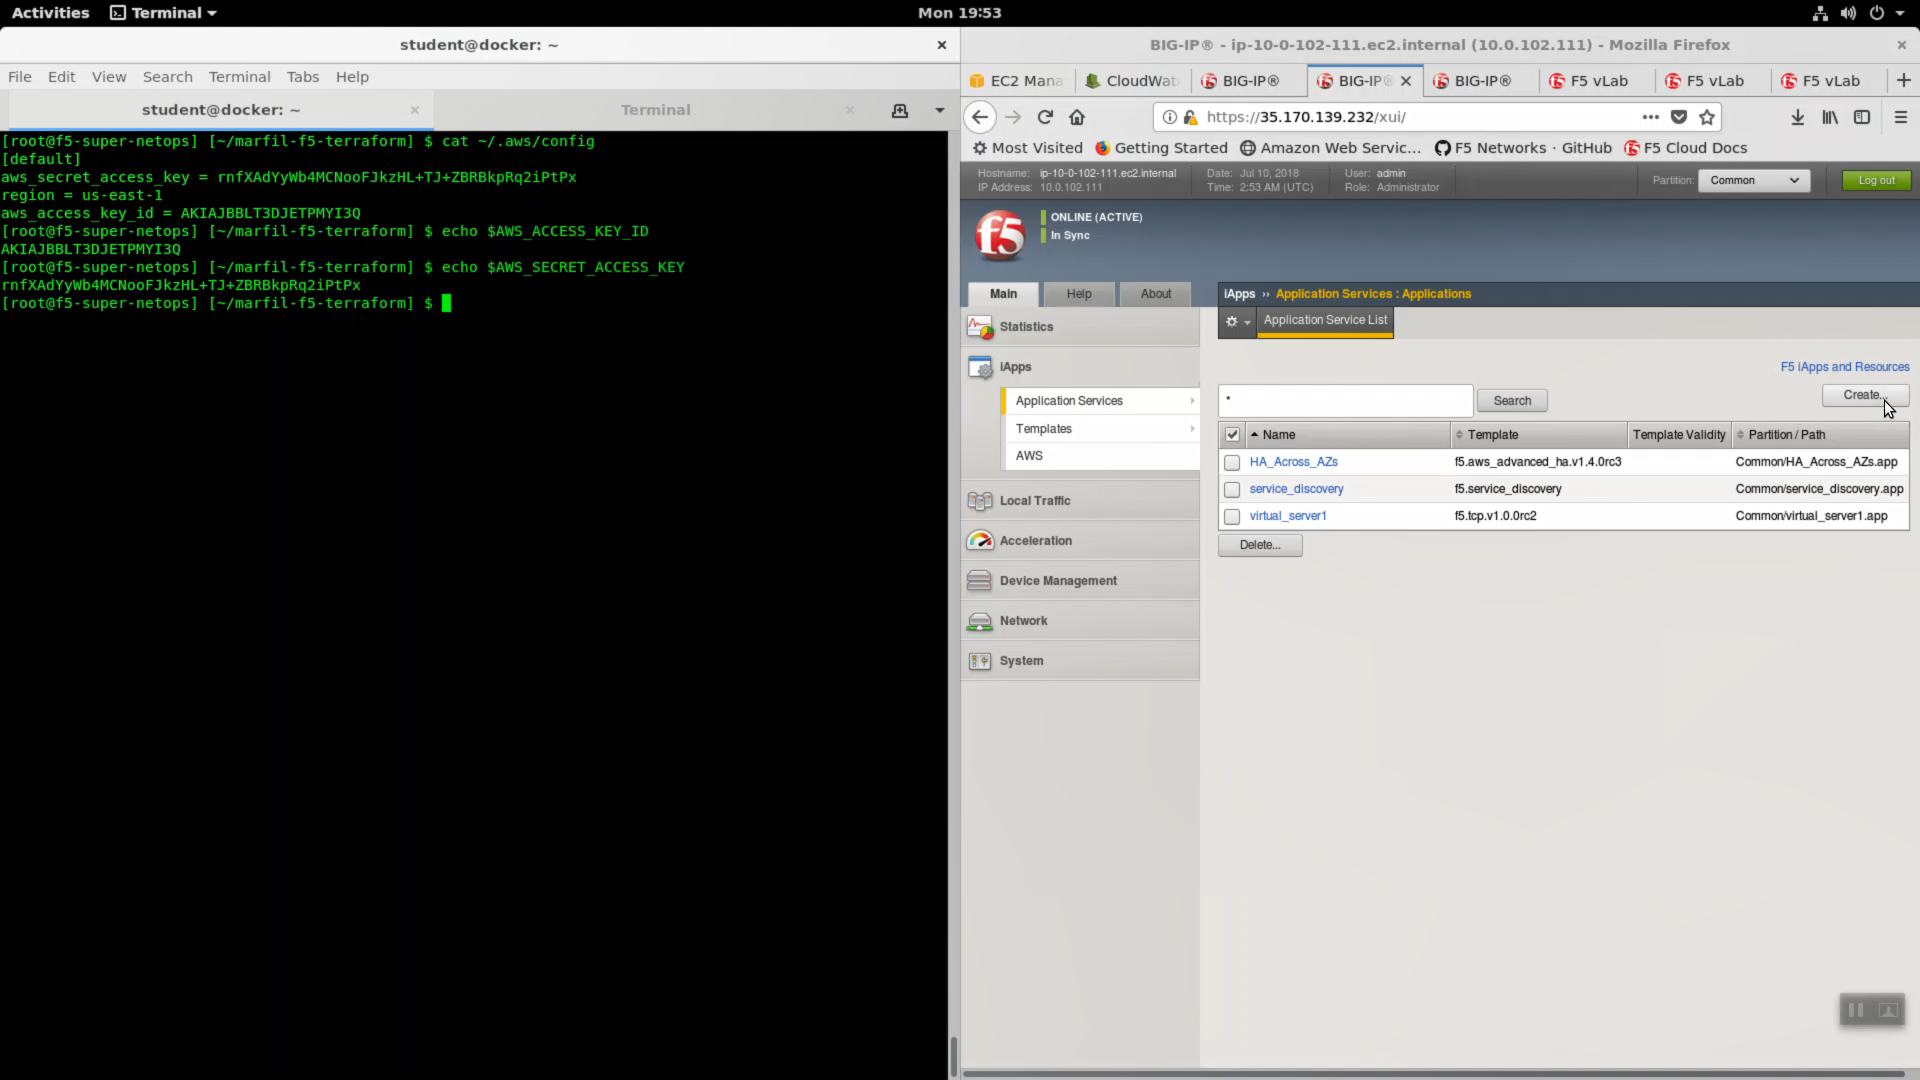 Activities Terminal Mon 19:53
student@docker: ~
File Edit View Search Terminal Tabs Help
student@docker: ~ Terminal
[root@f5-super-netops] [~/marfil-f5-terraform] $ cat ~/.aws/config
[default]
aws_secret_access_key = rnfXAdYyWb4MCNooFJkzHL+TJ+ZBRBkpRq2iPtPx
region = us-east-1
aws_access_key_id = AKIAJBBLT3DJETPMYI3Q
[root@f5-super-netops] [~/marfil-f5-terraform] $ echo $AWS_ACCESS_KEY_ID
AKIAJBBLT3DJETPMYI3Q
[root@f5-super-netops] [~/marfil-f5-terraform] $ echo $AWS_SECRET_ACCESS_KEY
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
[root@f5-super-netops] [~/marfil-f5-terraform] $
BIG-IP® - ip-10-0-102-111.ec2.internal (10.0.102.111) - Mozilla Firefox
EC2 Mana CloudWat BIG-IP® BIG-IP® BIG-IP® F5 vLab F5 vLab F5 vLab
https://35.170.139.232/xui/
Most Visited Getting Started Amazon Web Servic... F5 Networks · GitHub F5 Cloud Docs
Hostname: ip-10-0-102-111.ec2.internal Date: Jul 10, 2018 User: admin
IP Address: 10.0.102.111 Time: 2:53 AM (UTC) Role: Administrator
Partition: Common Log out
f5
ONLINE (ACTIVE)
In Sync
Main Help About
iApps ›› Application Services : Applications
Statistics
iApps
Application Services
Templates
AWS
Local Traffic
Acceleration
Device Management
Network
System
Application Service List
F5 iApps and Resources
* Search Create...
Name Template Template Validity Partition / Path
HA_Across_AZs f5.aws_advanced_ha.v1.4.0rc3 Common/HA_Across_AZs.app
service_discovery f5.service_discovery Common/service_discovery.app
virtual_server1 f5.tcp.v1.0.0rc2 Common/virtual_server1.app
Delete...